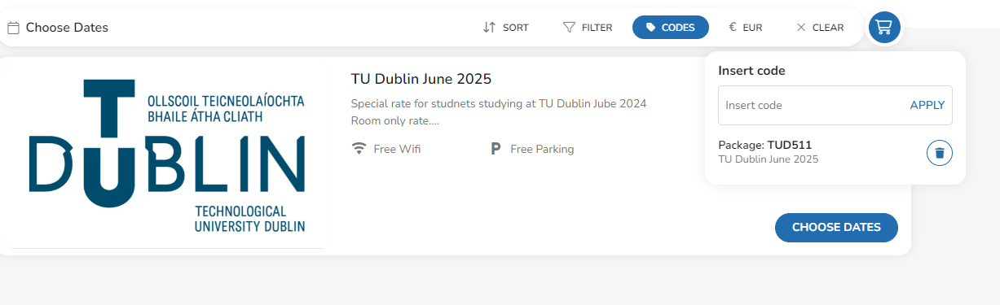 Choose Dates
SORT
FILTER
CODES
€ EUR
CLEAR
OLLSCOIL TEICNEOLAÍOCHTA
BHAILE ÁTHA CLIATH
TU
DUBLIN
TECHNOLOGICAL
UNIVERSITY DUBLIN
TU Dublin June 2025
Special rate for studnets studying at TU Dublin Jube 2024
Room only rate....
Free Wifi
P Free Parking
CHOOSE DATES
Insert code
Insert code
APPLY
Package: TUD511
TU Dublin June 2025